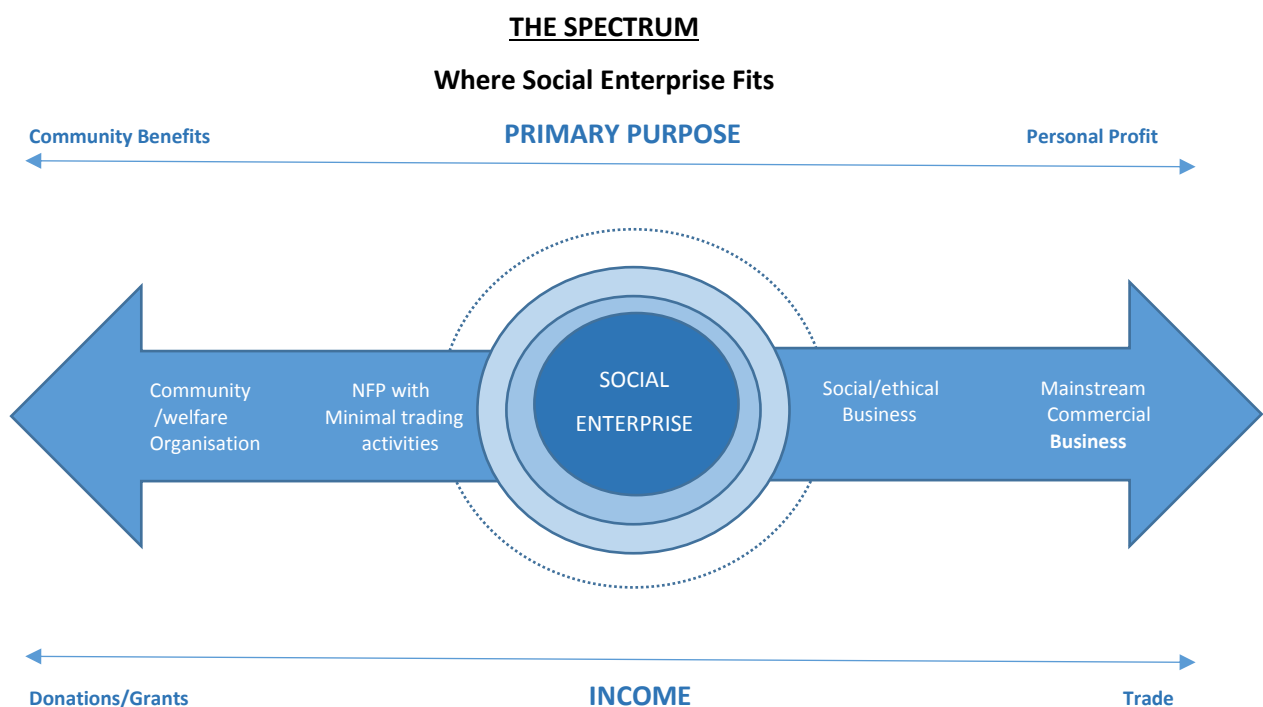 THE SPECTRUM
Where Social Enterprise Fits
Community Benefits
PRIMARY PURPOSE
Personal Profit
Community
/welfare
Organisation
NFP with
Minimal trading
activities
SOCIAL
ENTERPRISE
Social/ethical
Business
Mainstream
Commercial
Business
Donations/Grants
INCOME
Trade